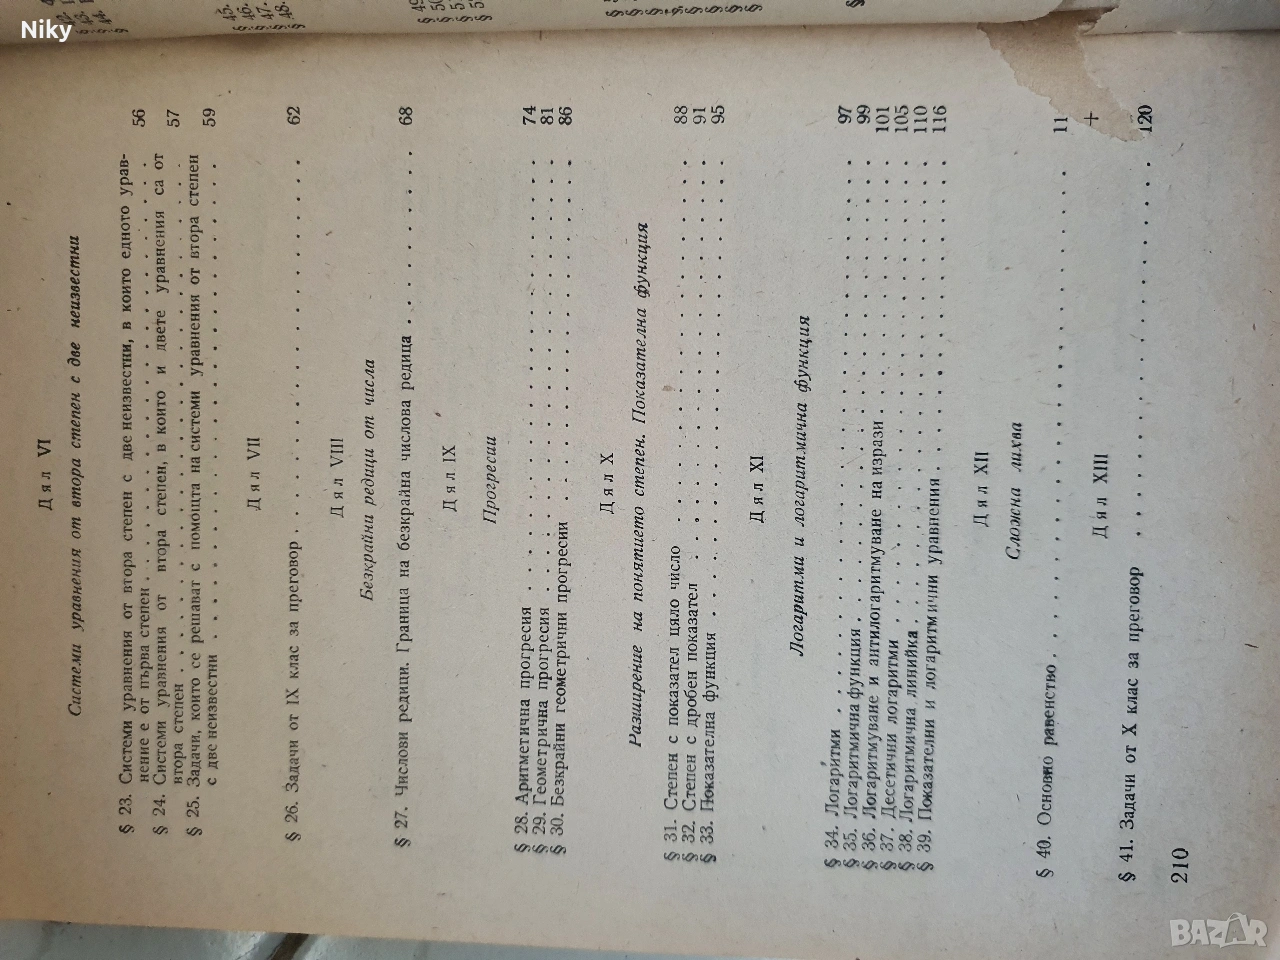 Niky
Дял VI
Системи уравнения от втора степен с две неизвестни
§ 23. Системи уравнения от втора степен с две неизвестни, в които едното урав-
нение е от първа степен . . . . . . . . . . . . . . . . . . . . . 56
§ 24. Системи уравнения от втора степен, в които и двете уравнения са от
втора степен . . . . . . . . . . . . . . . . . . . . . . . 57
§ 25. Задачи, които се решават с помощта на системи уравнения от втора степен
с две неизвестни . . . . . . . . . . . . . . . . . . . . . 59
Дял VII
§ 26. Задачи от IX клас за преговор . . . . . . . . . . . . . . . . . 62
Дял VIII
Безкрайни редици от числа
§ 27. Числови редици. Граница на безкрайна числова редица . . . . . . . . 68
Дял IX
Прогресии
§ 28. Аритметична прогресия . . . . . . . . . . . . . . . . . . . 74
§ 29. Геометрична прогресия . . . . . . . . . . . . . . . . . . . 81
§ 30. Безкрайни геометрични прогресии . . . . . . . . . . . . . . . 86
Дял X
Разширение на понятието степен. Показателна функция
§ 31. Степен с показател цяло число . . . . . . . . . . . . . . . . 88
§ 32. Степен с дробен показател . . . . . . . . . . . . . . . . . . 91
§ 33. Показателна функция . . . . . . . . . . . . . . . . . . . . 95
Дял XI
Логаритми и логаритмична функция
§ 34. Логаритми . . . . . . . . . . . . . . . . . . . . . . . . 97
§ 35. Логаритмична функция . . . . . . . . . . . . . . . . . . . 99
§ 36. Логаритмуване и антилогаритмуване на изрази . . . . . . . . . . . 101
§ 37. Десетични логаритми . . . . . . . . . . . . . . . . . . . . 105
§ 38. Логаритмична линийка . . . . . . . . . . . . . . . . . . . 110
§ 39. Показателни и логаритмични уравнения . . . . . . . . . . . . . . 116
Дял XII
Сложна лихва
§ 40. Основно равенство . . . . . . . . . . . . . . . . . . . . . 11
Дял XIII
+
§ 41. Задачи от X клас за преговор . . . . . . . . . . . . . . . . . 120
210
45.
46.
47.
48.
BAZAR